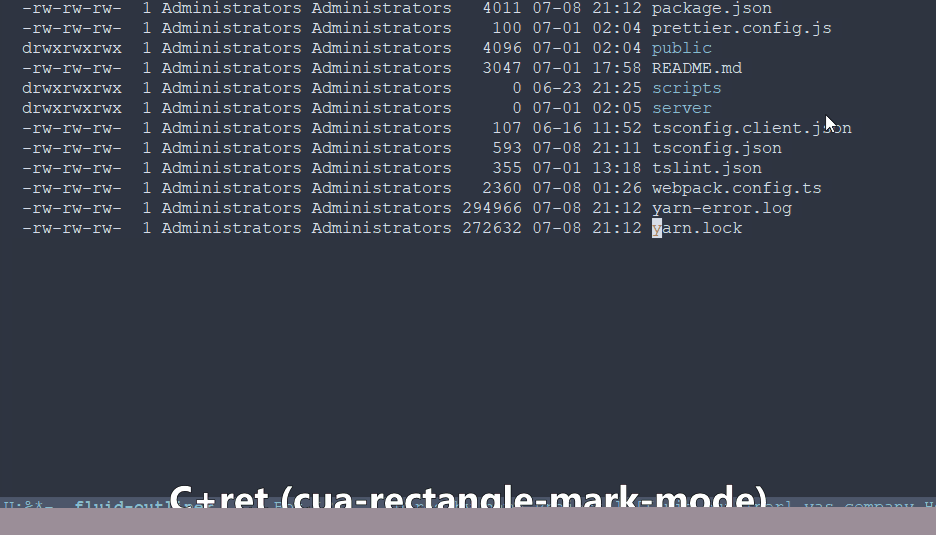 -rw-rw-rw-  1 Administrators Administrators   4011 07-08 21:12 package.json
-rw-rw-rw-  1 Administrators Administrators    100 07-01 02:04 prettier.config.js
drwxrwxrwx  1 Administrators Administrators   4096 07-01 02:04 public
-rw-rw-rw-  1 Administrators Administrators   3047 07-01 17:58 README.md
drwxrwxrwx  1 Administrators Administrators      0 06-23 21:25 scripts
drwxrwxrwx  1 Administrators Administrators      0 07-01 02:05 server
-rw-rw-rw-  1 Administrators Administrators    107 06-16 11:52 tsconfig.client.json
-rw-rw-rw-  1 Administrators Administrators    593 07-08 21:11 tsconfig.json
-rw-rw-rw-  1 Administrators Administrators    355 07-01 13:18 tslint.json
-rw-rw-rw-  1 Administrators Administrators   2360 07-08 01:26 webpack.config.ts
-rw-rw-rw-  1 Administrators Administrators 294966 07-08 21:12 yarn-error.log
-rw-rw-rw-  1 Administrators Administrators 272632 07-08 21:12 yarn.lock
C+ret (cua-rectangle-mark-mode)